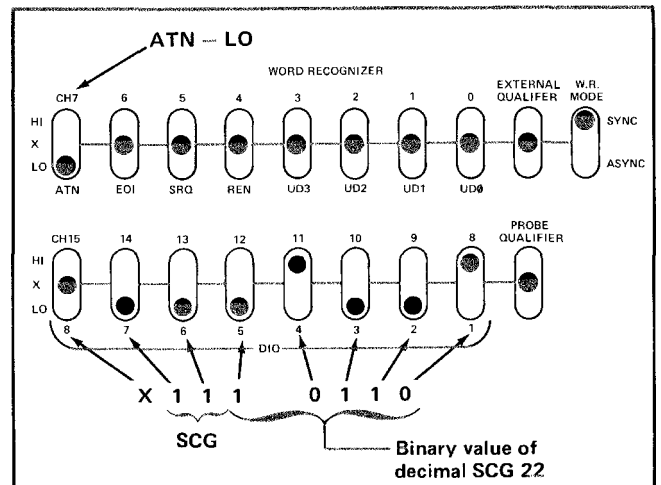 ATN – LO
WORD RECOGNIZER
CH7 6 5 4 3 2 1 0 EXTERNAL QUALIFER W.R. MODE
HI SYNC
X
LO ASYNC
ATN EOI SRQ REN UD3 UD2 UD1 UD0
CH15 14 13 12 11 10 9 8 PROBE QUALIFIER
HI
X
LO
8 7 6 5 4 3 2 1
DIO
X 1 1 1 0 1 1 0
SCG
Binary value of
decimal SCG 22